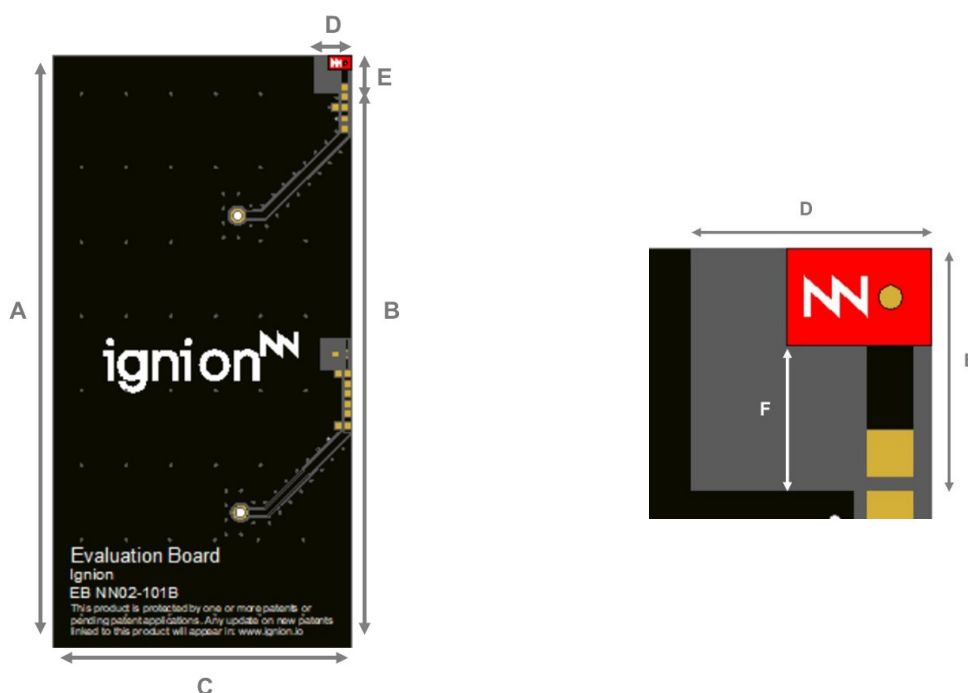 D
E
A
B
ignion
Evaluation Board
Ignion
EB NN02-101B
This product is protected by one or more patents or
pending patent applications. Any update on new patents
linked to this product will appear in: www.ignion.io
C
D
F